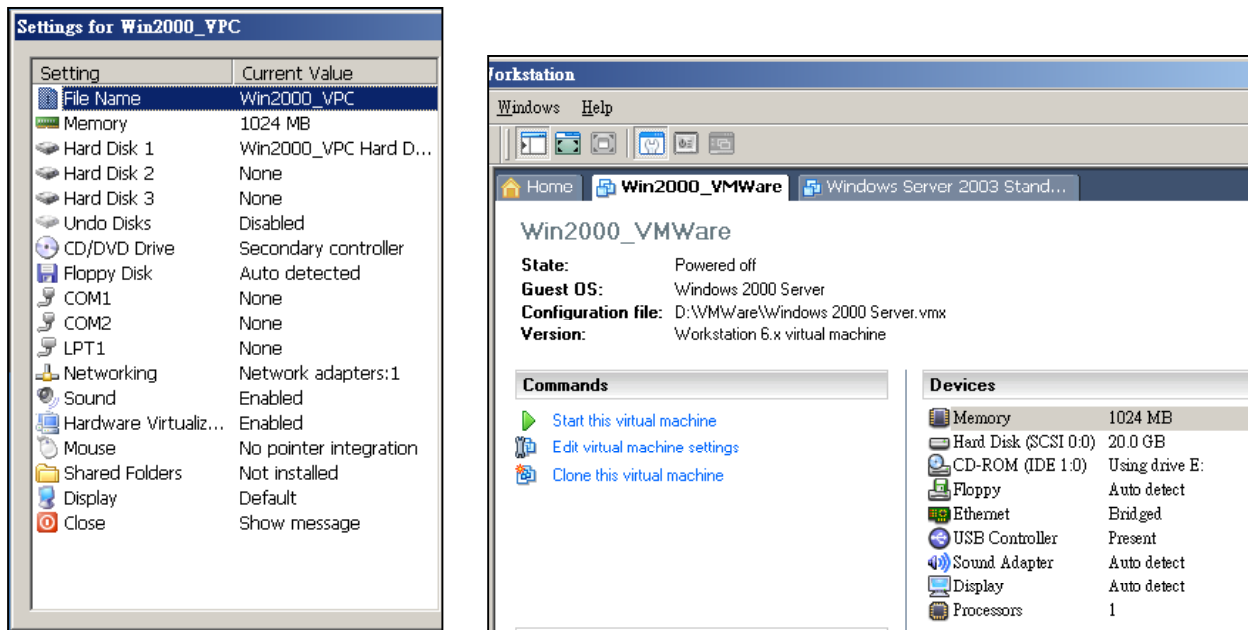 Settings for Win2000_VPC
Setting Current Value
File Name Win2000_VPC
Memory 1024 MB
Hard Disk 1 Win2000_VPC Hard D...
Hard Disk 2 None
Hard Disk 3 None
Undo Disks Disabled
CD/DVD Drive Secondary controller
Floppy Disk Auto detected
COM1 None
COM2 None
LPT1 None
Networking Network adapters:1
Sound Enabled
Hardware Virtualiz... Enabled
Mouse No pointer integration
Shared Folders Not installed
Display Default
Close Show message
orkstation
Windows Help
Home Win2000_VMWare Windows Server 2003 Stand...
Win2000_VMWare
State: Powered off
Guest OS: Windows 2000 Server
Configuration file: D:\VMWare\Windows 2000 Server.vmx
Version: Workstation 6.x virtual machine
Commands
Start this virtual machine
Edit virtual machine settings
Clone this virtual machine
Devices
Memory 1024 MB
Hard Disk (SCSI 0:0) 20.0 GB
CD-ROM (IDE 1:0) Using drive E:
Floppy Auto detect
Ethernet Bridged
USB Controller Present
Sound Adapter Auto detect
Display Auto detect
Processors 1